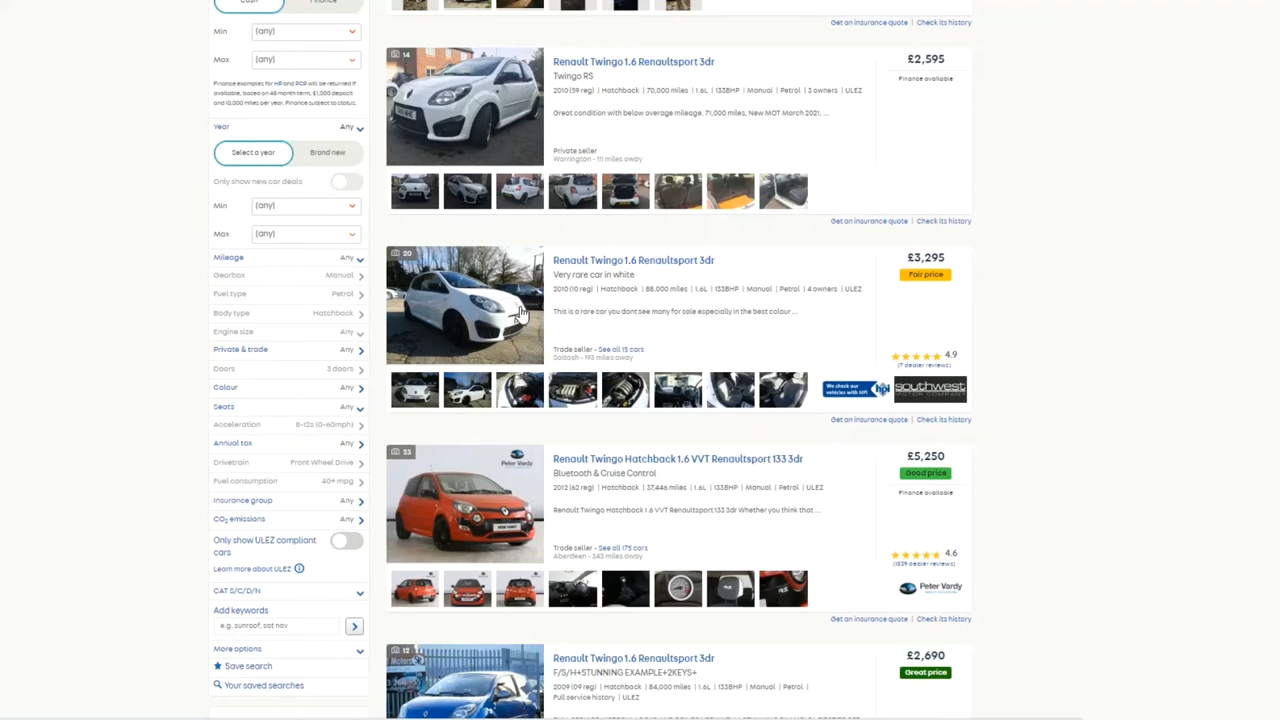 Cash Finance
Min (any)
Max (any)
Finance examples for HP and PCP will be returned if
available, based on 48 month term, £1,000 deposit
and 10,000 miles per year. Finance subject to status.
Year Any
Select a year Brand new
Only show new car deals
Min (any)
Max (any)
Mileage Any
Gearbox Manual
Fuel type Petrol
Body type Hatchback
Engine size Any
Private & trade Any
Doors 3 doors
Colour Any
Seats Any
Acceleration 8-12s (0-60mph)
Annual tax Any
Drivetrain Front Wheel Drive
Fuel consumption 40+ mpg
Insurance group Any
CO2 emissions Any
Only show ULEZ compliant
cars
Learn more about ULEZ
CAT S/C/D/N
Add keywords
e.g. sunroof, sat nav
More options
Save search
Your saved searches
Get an insurance quote | Check its history
14
Renault Twingo 1.6 Renaultsport 3dr
Twingo RS
2010 (59 reg) | Hatchback | 70,000 miles | 1.6L | 133BHP | Manual | Petrol | 3 owners | ULEZ
Great condition with below average mileage. 71,000 miles, New MOT March 2021, ...
Private seller
Warrington - 111 miles away
£2,595
Finance available
Get an insurance quote | Check its history
20
Renault Twingo 1.6 Renaultsport 3dr
Very rare car in white
2010 (10 reg) | Hatchback | 88,000 miles | 1.6L | 133BHP | Manual | Petrol | 4 owners | ULEZ
This is a rare car you dont see many for sale especially in the best colour ...
Trade seller - See all 15 cars
Saltash - 193 miles away
£3,295
Fair price
4.9
(7 dealer reviews)
We check our
vehicles with HPI hpi
southwest
MOTOR COMPANY
Get an insurance quote | Check its history
23
Peter Vardy
Renault Twingo Hatchback 1.6 VVT Renaultsport 133 3dr
Bluetooth & Cruise Control
2012 (62 reg) | Hatchback | 37,446 miles | 1.6L | 133BHP | Manual | Petrol | ULEZ
Renault Twingo Hatchback 1.6 VVT Renaultsport 133 3dr Whether you think that ...
Trade seller - See all 175 cars
Aberdeen - 343 miles away
£5,250
Good price
Finance available
4.6
(1539 dealer reviews)
Peter Vardy
Get an insurance quote | Check its history
12
Motors
Renault Twingo 1.6 Renaultsport 3dr
F/S/H+STUNNING EXAMPLE+2KEYS+
2009 (09 reg) | Hatchback | 84,000 miles | 1.6L | 133BHP | Manual | Petrol |
Full service history | ULEZ
£2,690
Great price